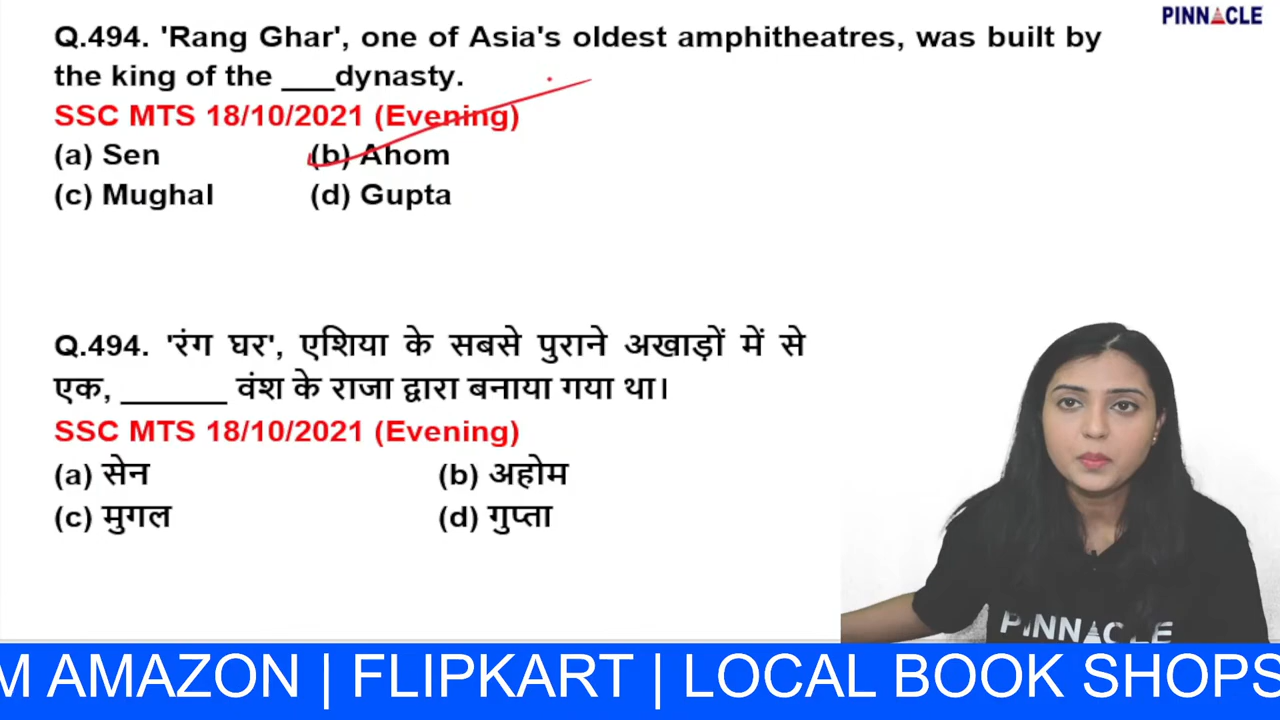 PINNACLE
Q.494. 'Rang Ghar', one of Asia's oldest amphitheatres, was built by
the king of the ___dynasty.
SSC MTS 18/10/2021 (Evening)
(a) Sen (b) Ahom
(c) Mughal (d) Gupta
Q.494. 'रंग घर', एशिया के सबसे पुराने अखाड़ों में से
एक, ______ वंश के राजा द्वारा बनाया गया था।
SSC MTS 18/10/2021 (Evening)
(a) सेन (b) अहोम
(c) मुगल (d) गुप्ता
PINNACLE
M AMAZON | FLIPKART | LOCAL BOOK SHOPS